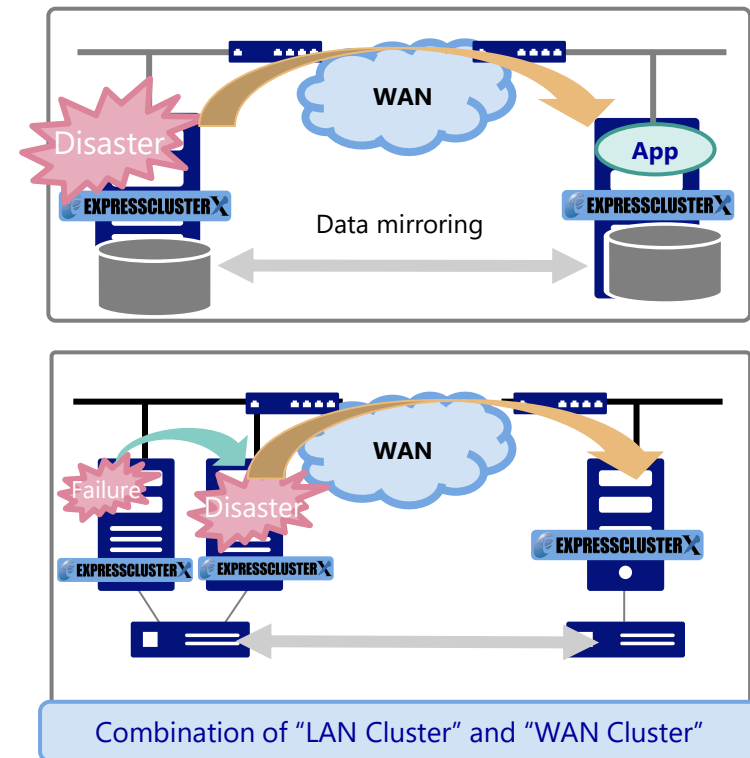 WAN
Disaster
App
EXPRESSCLUSTER X
EXPRESSCLUSTER X
Data mirroring
WAN
Failure
Disaster
EXPRESSCLUSTER X
EXPRESSCLUSTER X
EXPRESSCLUSTER X
Combination of “LAN Cluster” and “WAN Cluster”